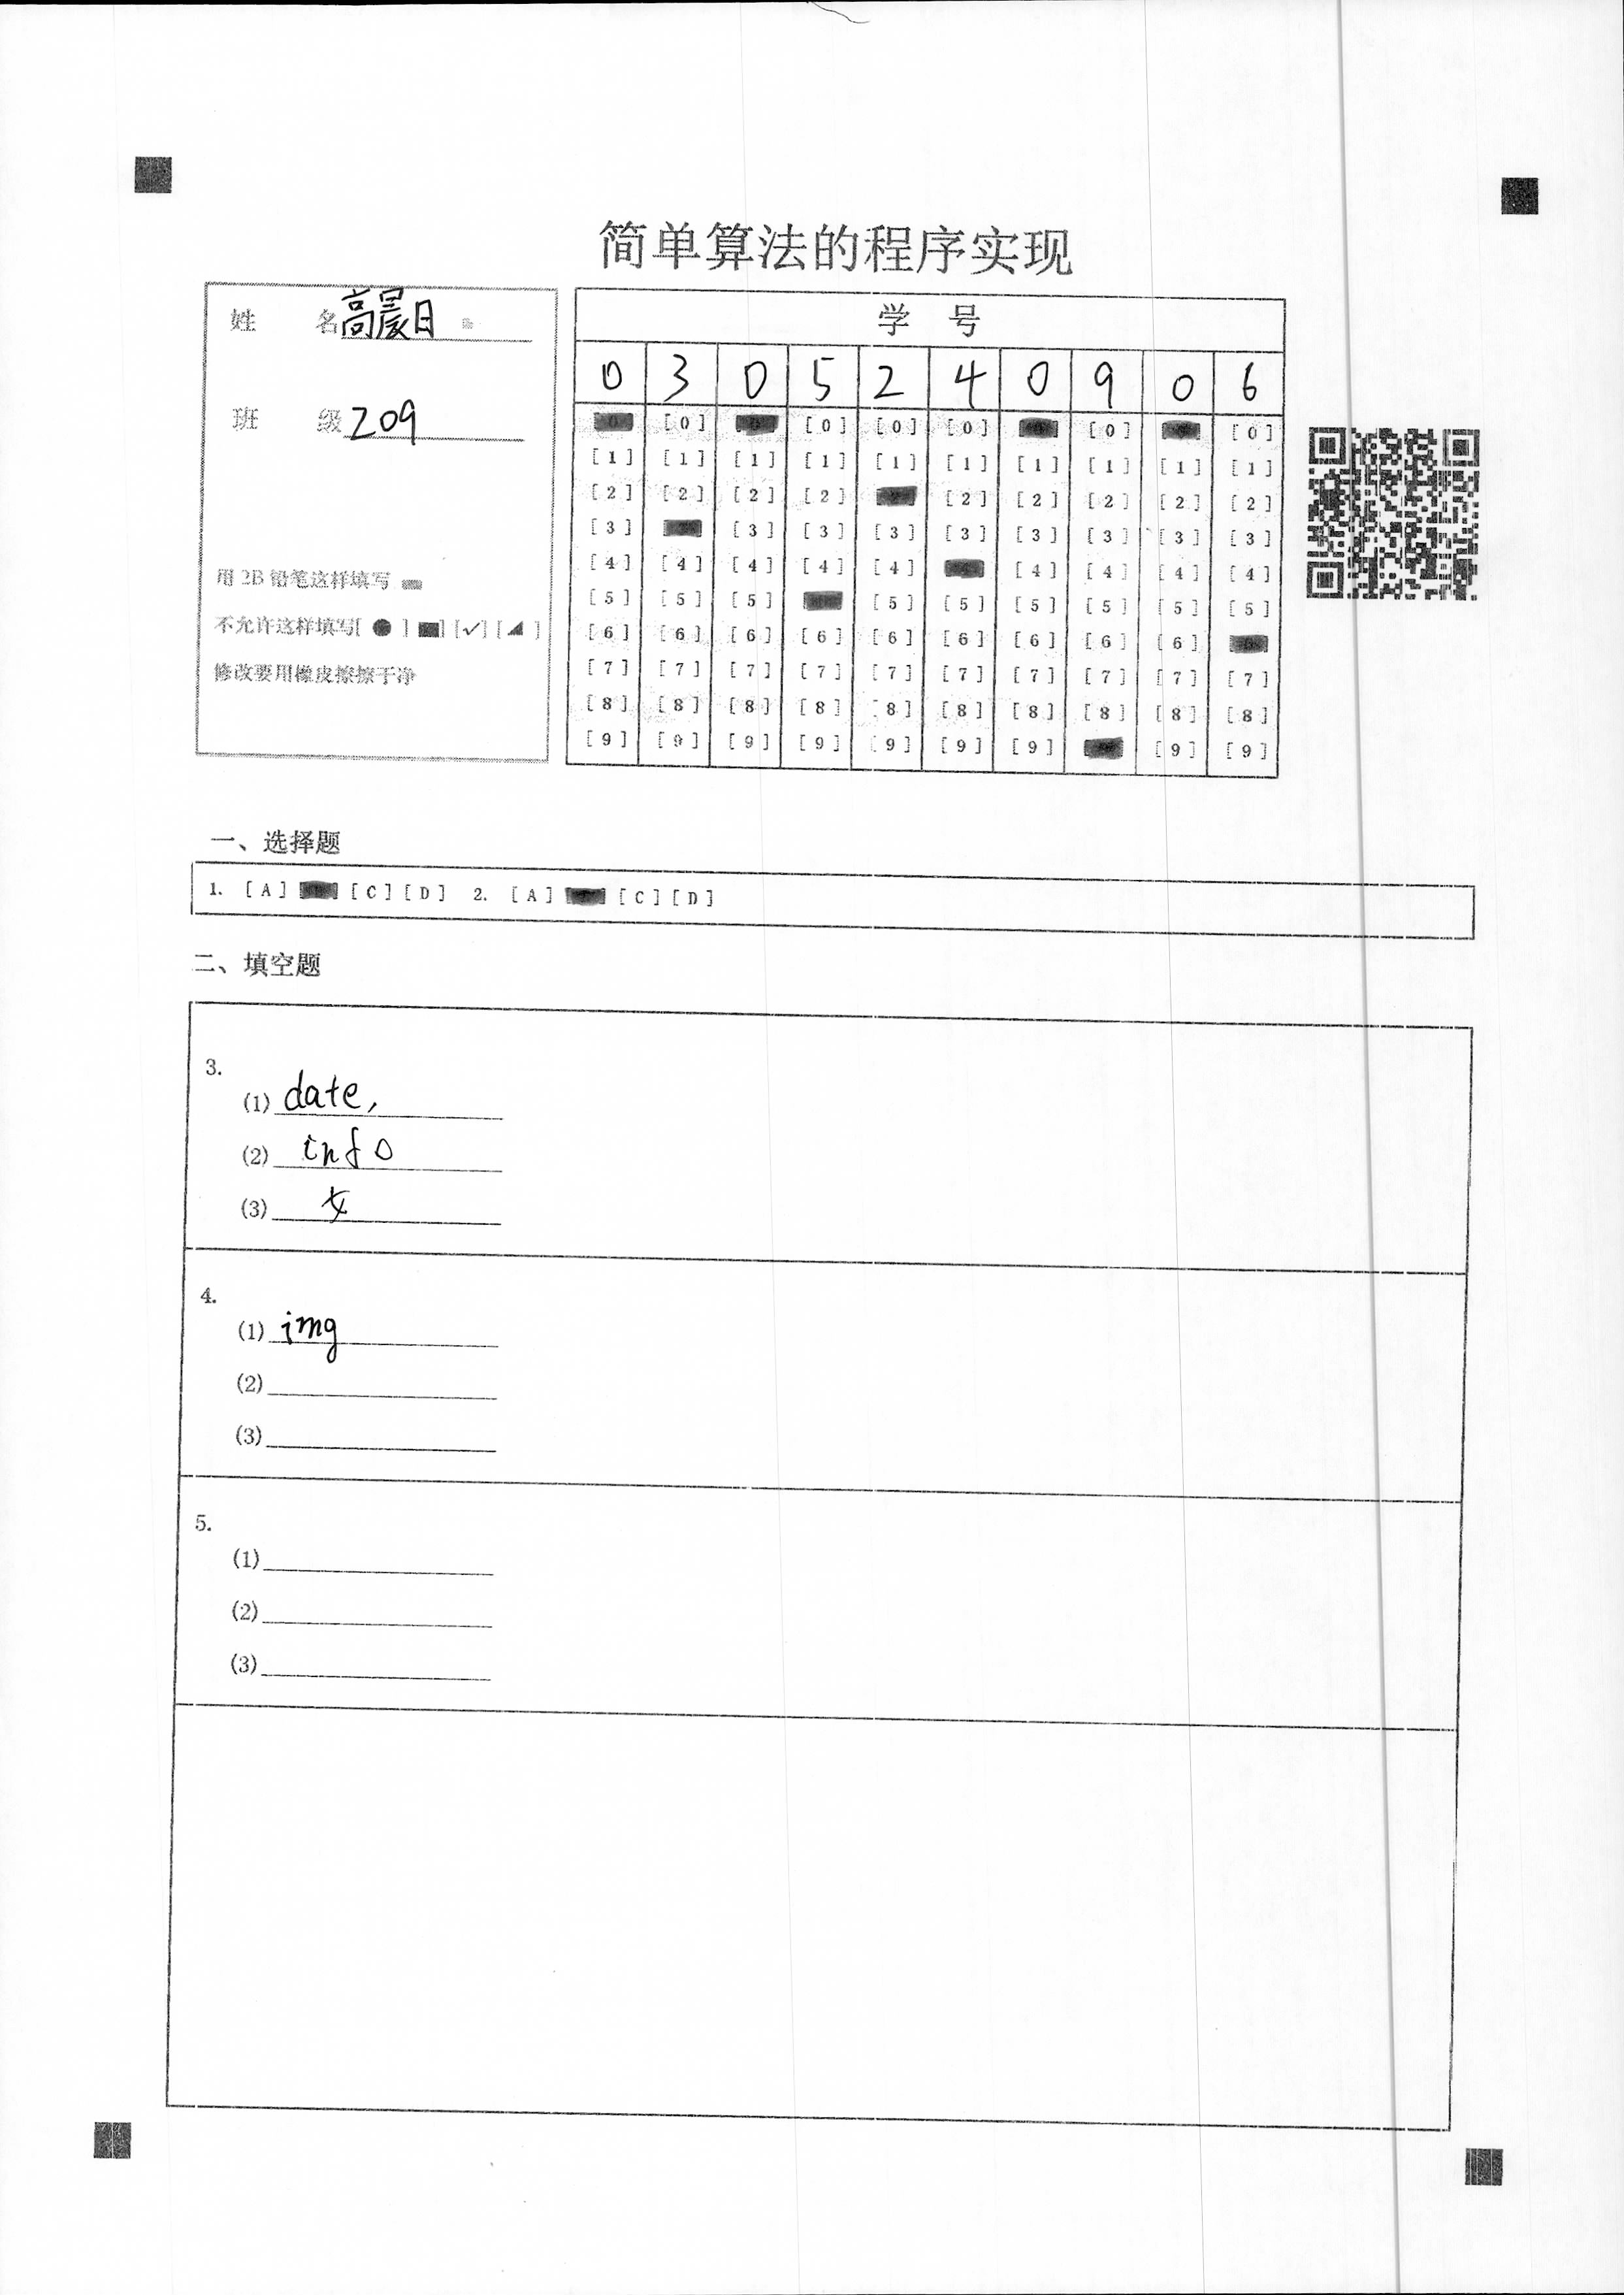 简单算法的程序实现
姓 名 高晨日
班 级 209
用 2B 铅笔这样填写
不允许这样填写[ ● ] [■] [✓] [◢ ]
修改要用橡皮擦擦干净
学 号
0 3 0 5 2 4 0 9 0 6
[0] [0] [0] [0] [0] [0]
[1] [1] [1] [1] [1] [1] [1] [1] [1] [1]
[2] [2] [2] [2] [2] [2] [2] [2] [2]
[3] [3] [3] [3] [3] [3] [3] [3] [3]
[4] [4] [4] [4] [4] [4] [4] [4] [4]
[5] [5] [5] [5] [5] [5] [5] [5] [5]
[6] [6] [6] [6] [6] [6] [6] [6] [6]
[7] [7] [7] [7] [7] [7] [7] [7] [7] [7]
[8] [8] [8] [8] [8] [8] [8] [8] [8] [8]
[9] [9] [9] [9] [9] [9] [9] [9] [9]
一、选择题
1. [A] [C] [D] 2. [A] [C] [D]
二、填空题
3.
(1) date,
(2) info
(3)
4.
(1) img
(2)
(3)
5.
(1)
(2)
(3)